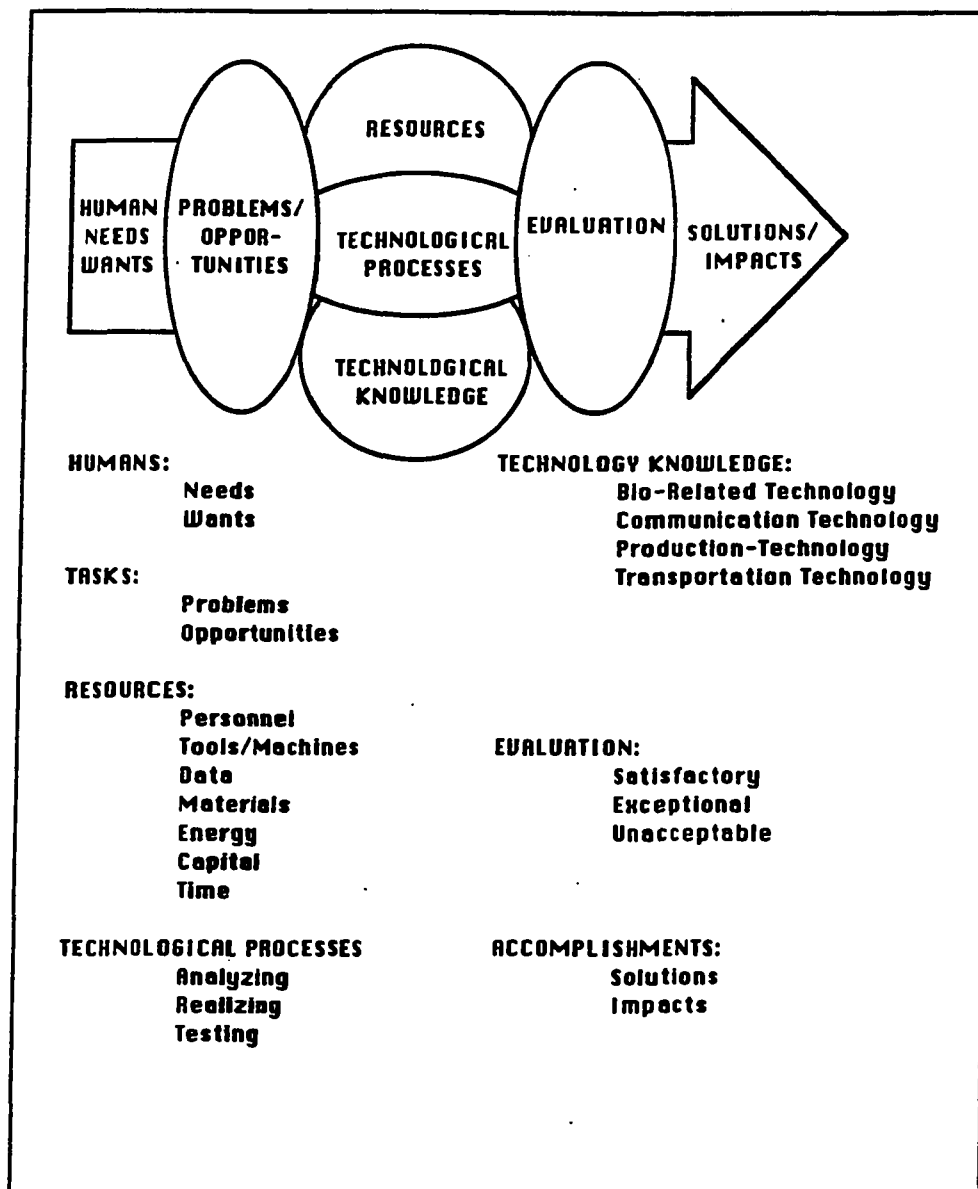 RESOURCES
HUMAN
NEEDS
WANTS
PROBLEMS/
OPPOR-
TUNITIES
TECHNOLOGICAL
PROCESSES
EVALUATION
SOLUTIONS/
IMPACTS
TECHNOLOGICAL
KNOWLEDGE
HUMANS:
Needs
Wants
TASKS:
Problems
Opportunities
RESOURCES:
Personnel
Tools/Machines
Data
Materials
Energy
Capital
Time
TECHNOLOGICAL PROCESSES
Analyzing
Realizing
Testing
TECHNOLOGY KNOWLEDGE:
Bio-Related Technology
Communication Technology
Production-Technology
Transportation Technology
EVALUATION:
Satisfactory
Exceptional
Unacceptable
ACCOMPLISHMENTS:
Solutions
Impacts